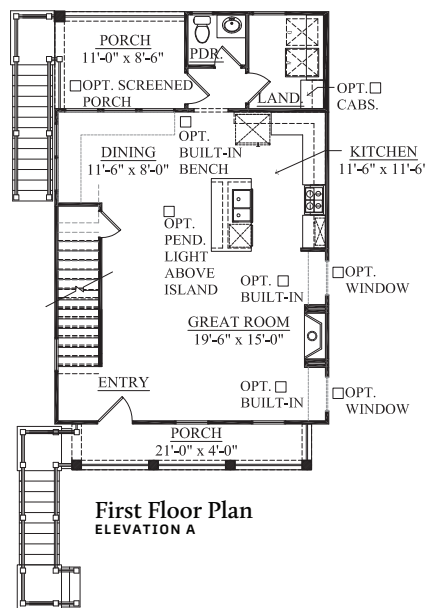 PORCH
11'-0" x 8'-6"
PDR.
OPT. SCREENED
PORCH
LAND.
OPT.
CABS.
DINING
11'-6" x 8'-0"
OPT.
BUILT-IN
BENCH
KITCHEN
11'-6" x 11'-6"
OPT.
PEND.
LIGHT
ABOVE
ISLAND
OPT.
BUILT-IN
OPT.
WINDOW
GREAT ROOM
19'-6" x 15'-0"
ENTRY
OPT.
BUILT-IN
OPT.
WINDOW
PORCH
21'-0" x 4'-0"
First Floor Plan
ELEVATION A